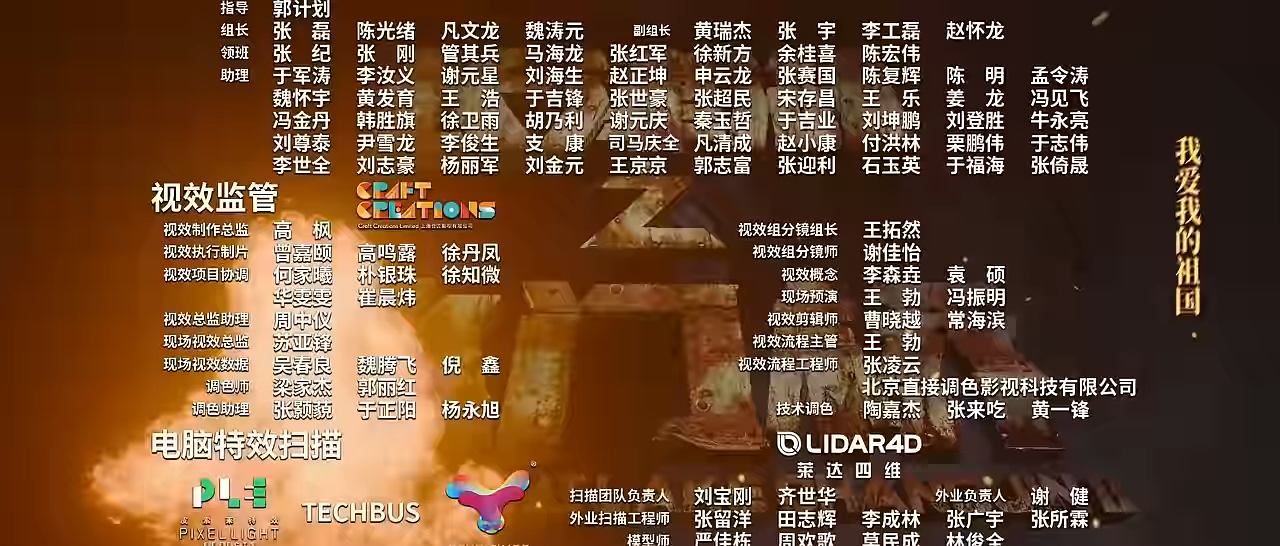 指导 郭计划
组长 张 磊 陈光绪 凡文龙 魏涛元 副组长 黄瑞杰 张 宇 李工磊 赵怀龙
领班 张 纪 张 刚 管其兵 马海龙 张红军 徐新方 余桂喜 陈宏伟
助理 于军涛 李汝义 谢元星 刘海生 赵正坤 申云龙 张赛国 陈复辉 陈 明 孟令涛
魏怀宇 黄发育 王 浩 于吉锋 张世豪 张超民 宋存昌 王 乐 姜 龙 冯见飞
冯金丹 韩胜旗 徐卫雨 胡乃利 谢元庆 秦玉哲 于吉业 刘坤鹏 刘登胜 牛永亮
刘尊泰 尹雪龙 李俊生 支 康 司马庆全 凡清成 赵小康 付洪林 栗鹏伟 于志伟
李世全 刘志豪 杨丽军 刘金元 王京京 郭志富 张迎利 石玉英 于福海 张倚晟
视效监管 CRAFT CREATIONS
Craft Creations Limited
视效制作总监 高 枫
视效执行制片 曾嘉颐 高鸣露 徐丹凤
视效项目协调 何家曦 朴银珠 徐知微
华雯雯 崔晨炜
视效总监助理 周中仪
现场视效总监 苏亚锋
现场视效数据 吴春良 魏腾飞 倪 鑫
调色师 梁家杰 郭丽红
调色助理 张颢藐 于正阳 杨永旭
视效组分镜组长 王拓然
视效组分镜师 谢佳怡
视效概念 李森垚 袁 硕
现场预演 王 勃 冯振明
视效剪辑师 曹晓越 常海滨
视效流程主管 王 勃
视效流程工程师 张凌云
北京直接调色影视科技有限公司
技术调色 陶嘉杰 张来吃 黄一锋
电脑特效扫描
PLE
PIXELLIGHT
TECHBUS
LIDAR4D
莱达四维
扫描团队负责人 刘宝刚 齐世华 外业负责人 谢 健
外业扫描工程师 张留洋 田志辉 李成林 张广宇 张所霖
模型师 严佳栋 周欢歌 莫民成 林俊全
我爱我的祖国